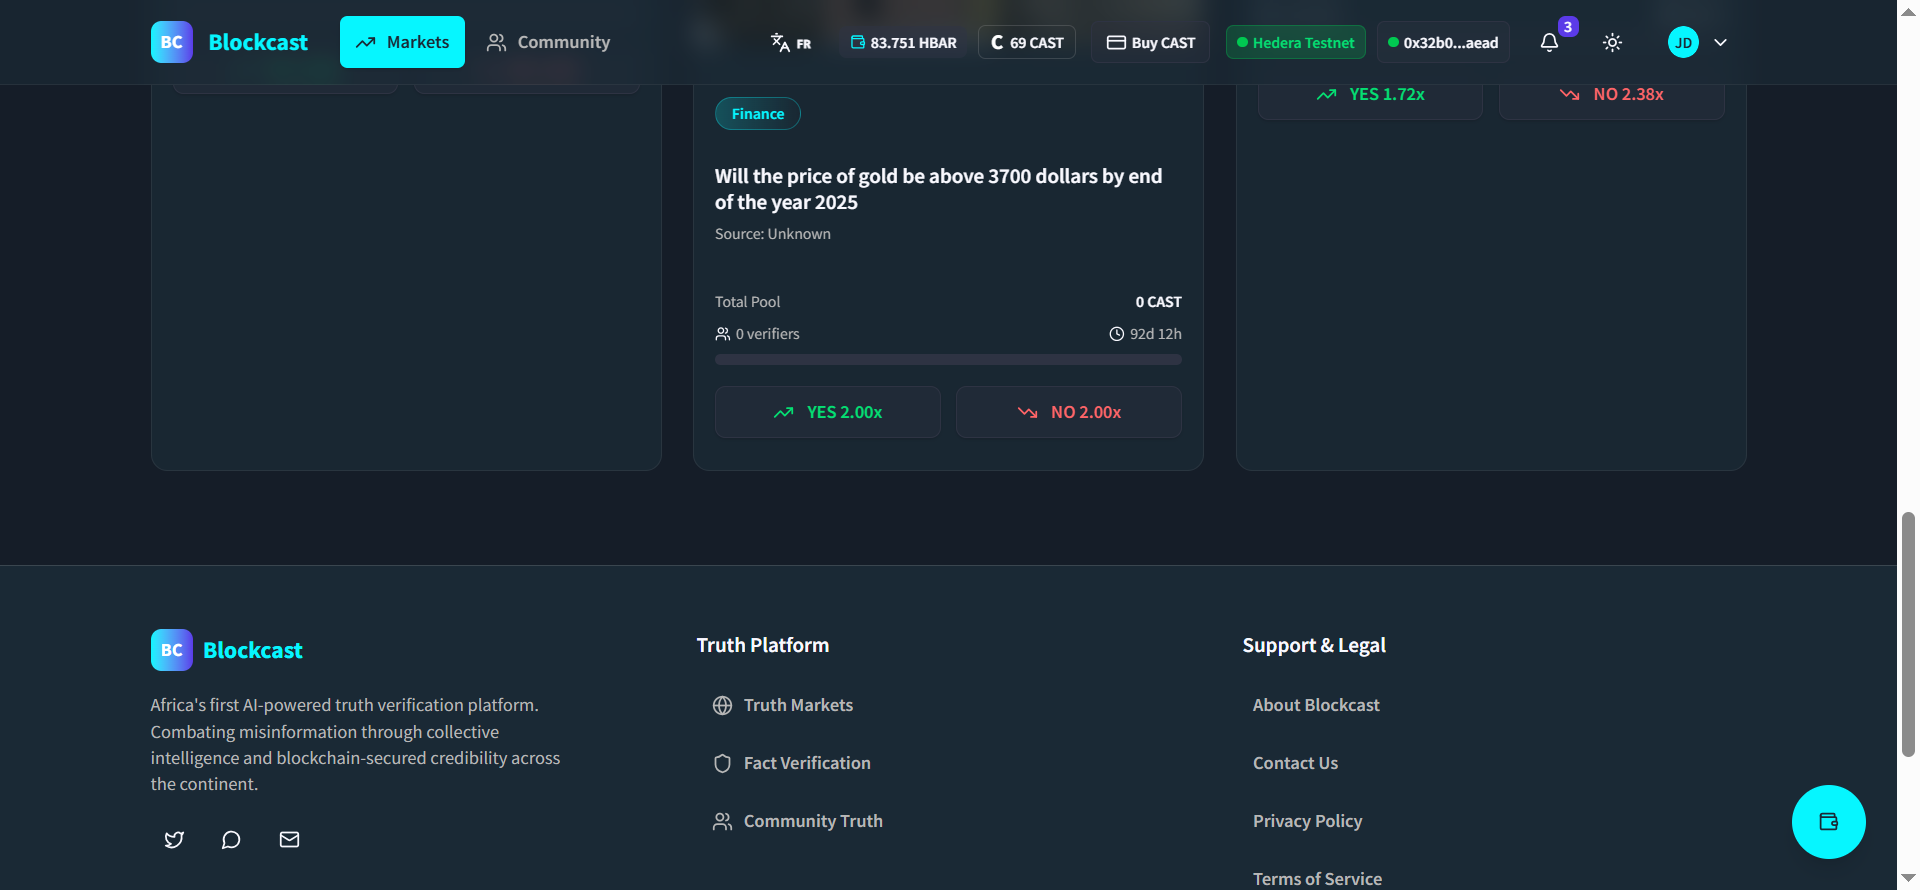 BC Blockcast Markets Community FR 83.751 HBAR C 69 CAST Buy CAST Hedera Testnet 0x32b0...aead 3 JD
Finance
YES 1.72x NO 2.38x
Will the price of gold be above 3700 dollars by end
of the year 2025
Source: Unknown
Total Pool 0 CAST
0 verifiers 92d 12h
YES 2.00x NO 2.00x
BC Blockcast
Africa's first AI-powered truth verification platform.
Combating misinformation through collective
intelligence and blockchain-secured credibility across
the continent.
Truth Platform
Truth Markets
Fact Verification
Community Truth
Support & Legal
About Blockcast
Contact Us
Privacy Policy
Terms of Service